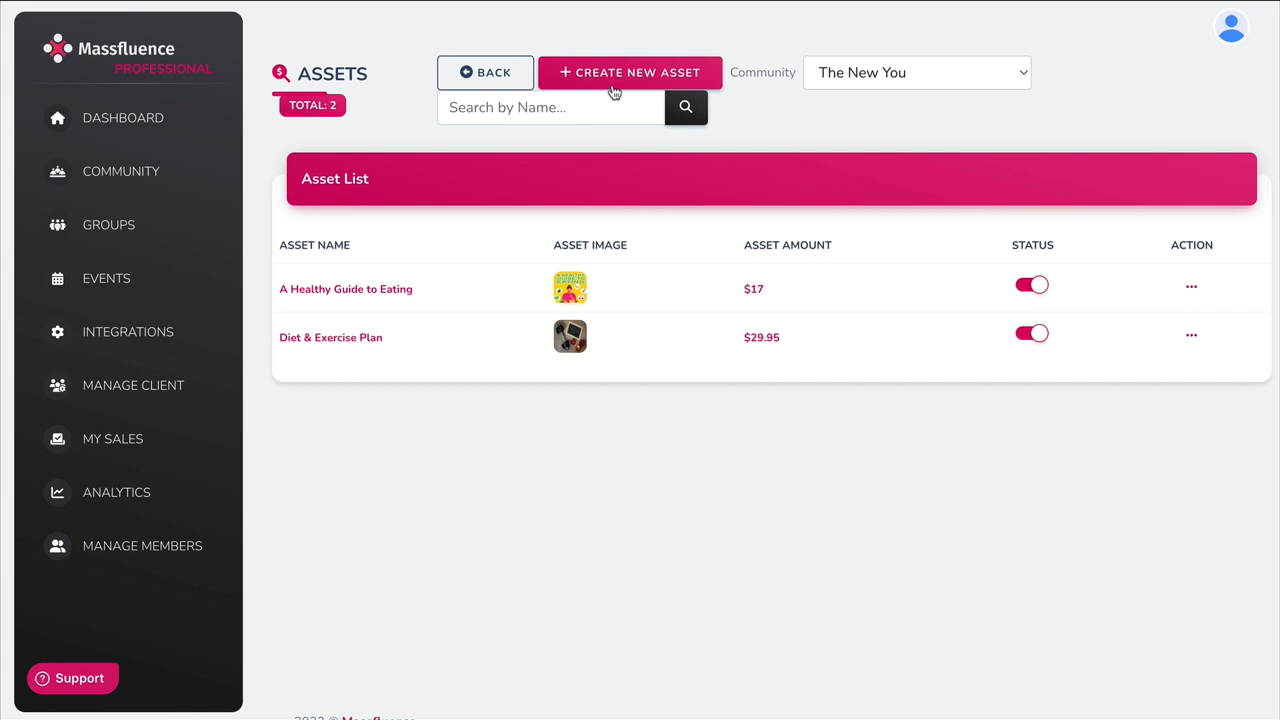 Massfluence
PROFESSIONAL
DASHBOARD
COMMUNITY
GROUPS
EVENTS
INTEGRATIONS
MANAGE CLIENT
MY SALES
ANALYTICS
MANAGE MEMBERS
Support
ASSETS
TOTAL: 2
BACK
+ CREATE NEW ASSET
Community
The New You
Search by Name...
Asset List
ASSET NAME ASSET IMAGE ASSET AMOUNT STATUS ACTION
A Healthy Guide to Eating $17
Diet & Exercise Plan $29.95
2022 © Massfluence